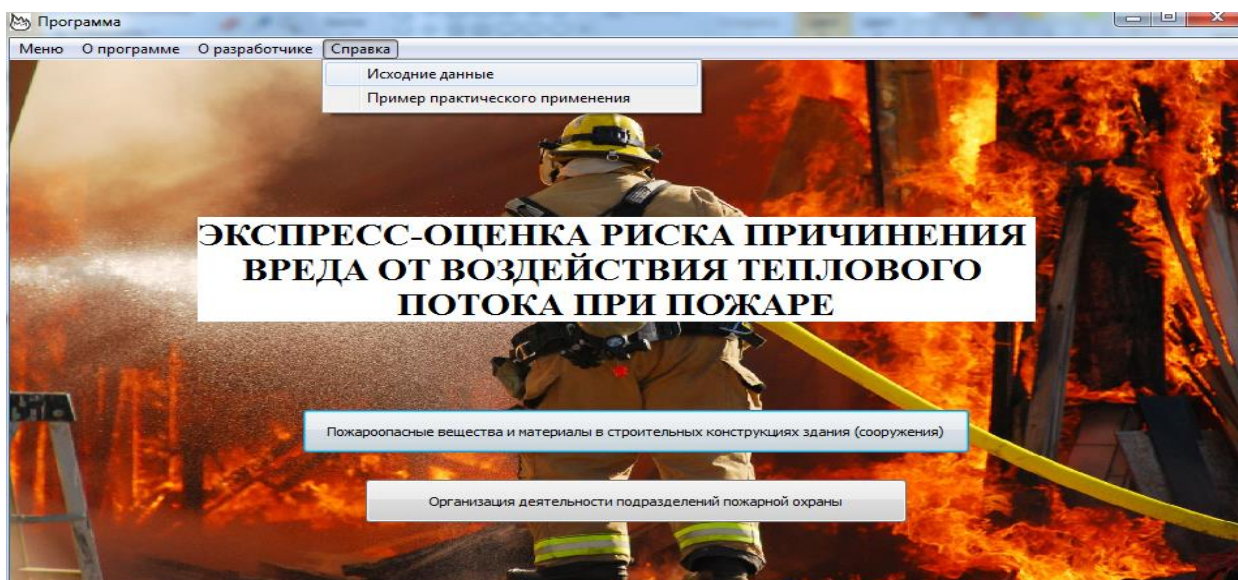 Программа
Меню О программе О разработчике Справка
Исходние данные
Пример практического применения
ЭКСПРЕСС-ОЦЕНКА РИСКА ПРИЧИНЕНИЯ
ВРЕДА ОТ ВОЗДЕЙСТВИЯ ТЕПЛОВОГО
ПОТОКА ПРИ ПОЖАРЕ
Пожароопасные вещества и материалы в строительных конструкциях здания (сооружения)
Организация деятельности подразделений пожарной охраны